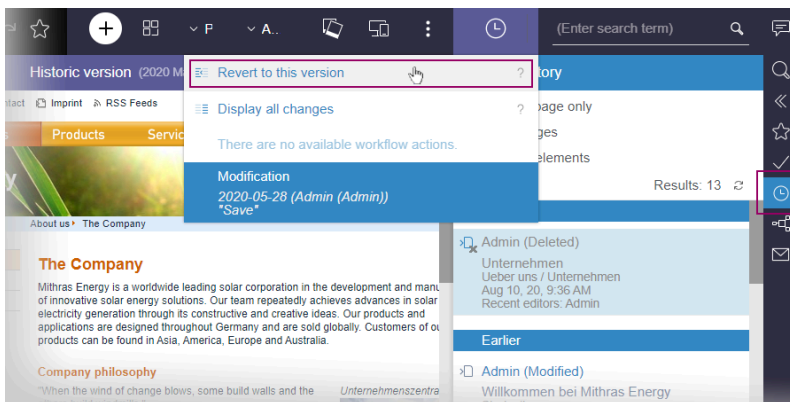 P
A..
(Enter search term)
Historic version (2020 M
Revert to this version ?
tory
Imprint RSS Feeds
Display all changes ?
page only
Products Servic
There are no available workflow actions.
elements
Modification
2020-05-28 (Admin (Admin))
"Save"
Results: 13
About us The Company
Admin (Deleted)
Unternehmen
Ueber uns / Unternehmen
Aug 10, 20, 9:36 AM
Recent editors: Admin
The Company
Mithras Energy is a worldwide leading solar corporation in the development and manu
of innovative solar energy solutions. Our team repeatedly achieves advances in solar
electricity generation through its constructive and creative ideas. Our products and
applications are designed throughout Germany and are sold globally. Customers of ou
products can be found in Asia, America, Europe and Australia.
Earlier
Company philosophy
"When the wind of change blows, some build walls and the
Unternehmenszentra
Admin (Modified)
Willkommen bei Mithras Energy